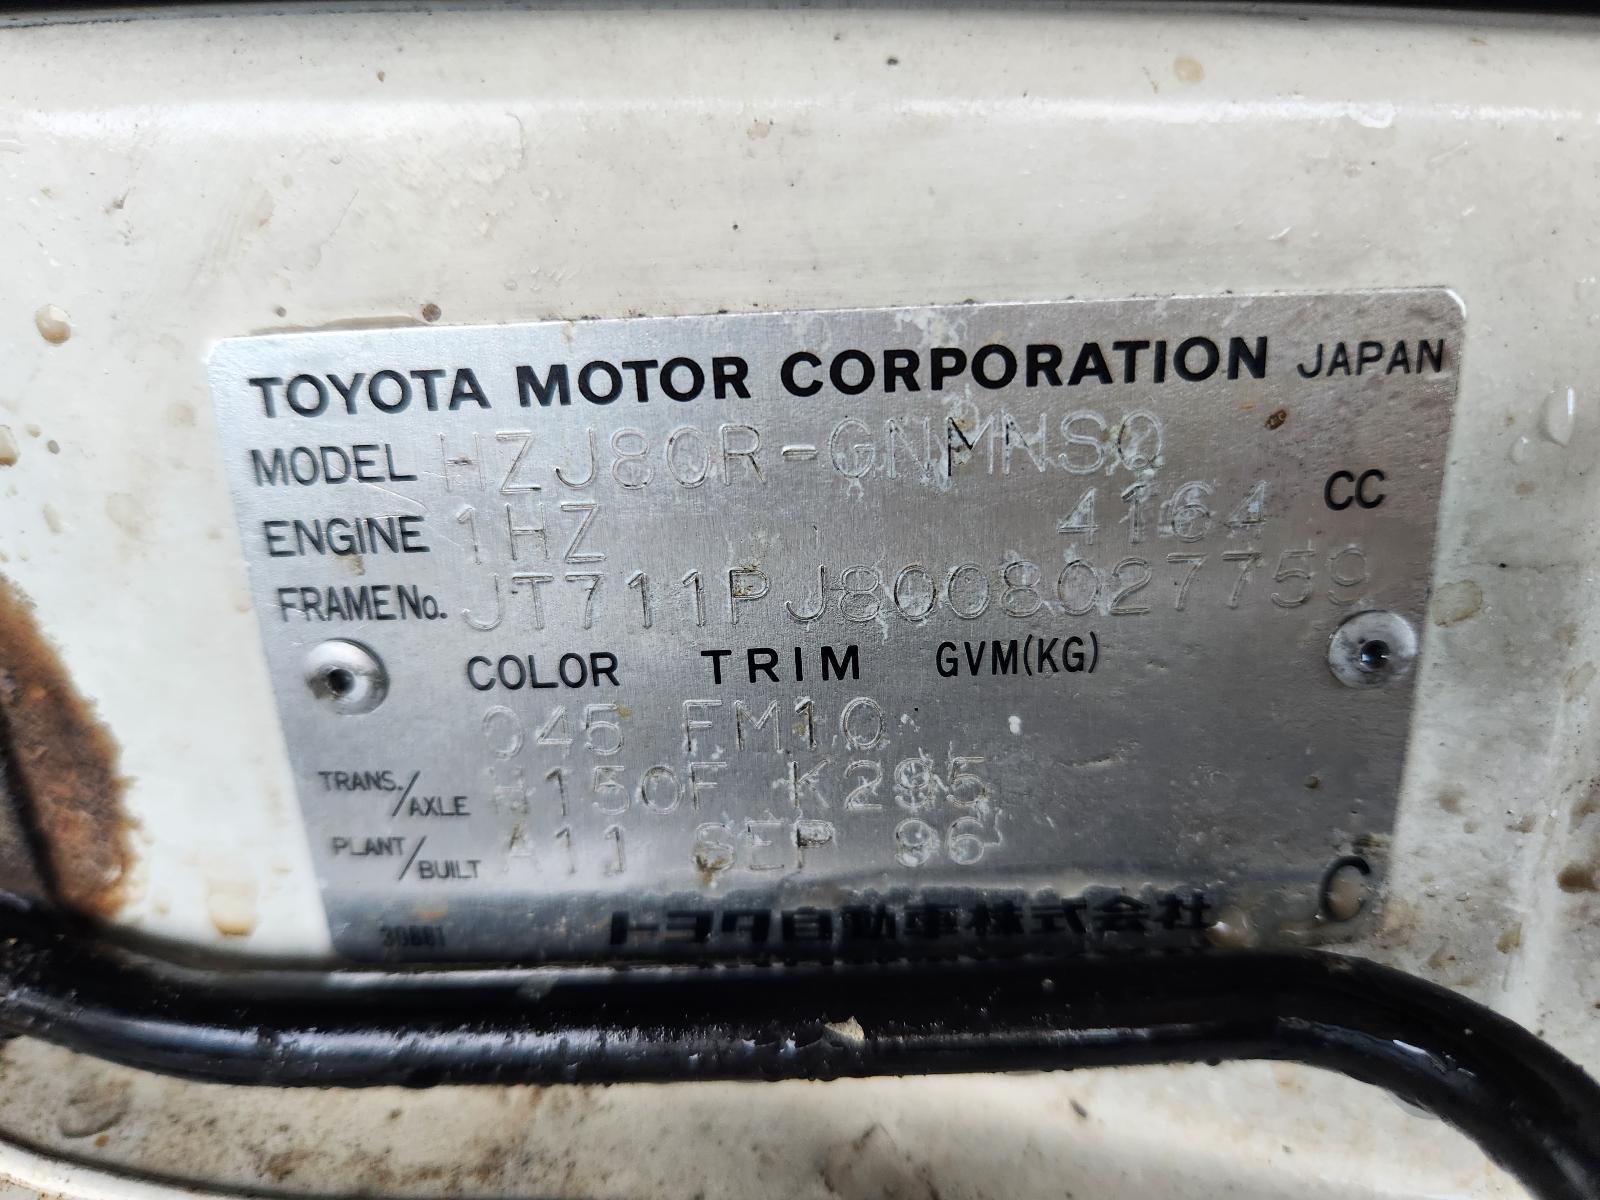 TOYOTA MOTOR CORPORATION JAPAN
MODEL HZJ80R-GNMNSQ
ENGINE 1HZ 4164 CC
FRAME No. JT711PJ8008027759
COLOR TRIM GVM(KG)
045 FM10
TRANS./AXLE H150F K295
PLANT/BUILT A11 SEP 96
30881 トヨタ自動車株式会社 C